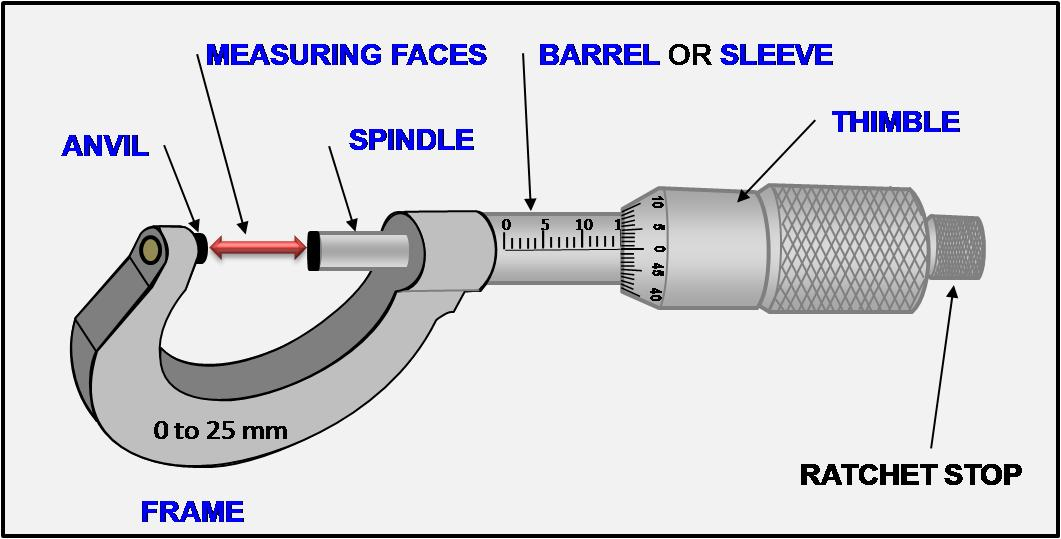 MEASURING FACES
BARREL OR SLEEVE
ANVIL
SPINDLE
THIMBLE
0 5 10 1
10
5
0
45
40
0 to 25 mm
RATCHET STOP
FRAME